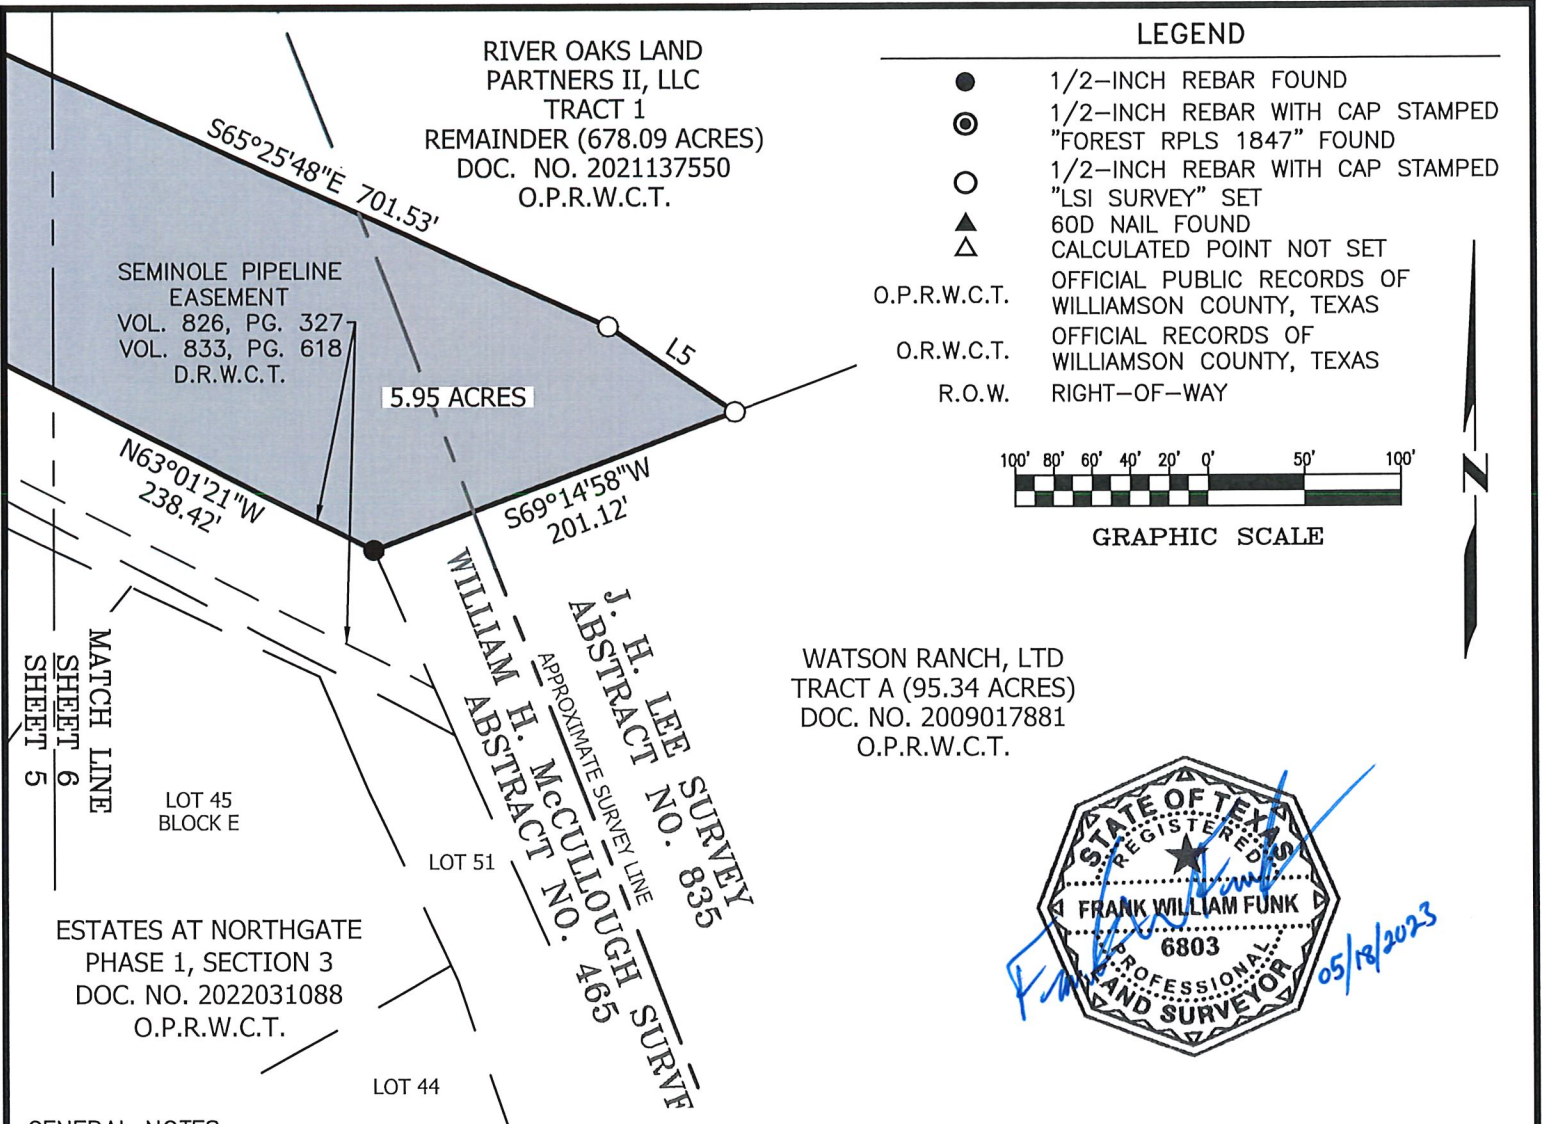 RIVER OAKS LAND
PARTNERS II, LLC
TRACT 1
REMAINDER (678.09 ACRES)
DOC. NO. 2021137550
O.P.R.W.C.T.
S65°25'48"E 701.53'
SEMINOLE PIPELINE
EASEMENT
VOL. 826, PG. 327
VOL. 833, PG. 618
D.R.W.C.T.
5.95 ACRES
L5
N63°01'21"W
238.42'
S69°14'58"W
201.12'
LEGEND
1/2-INCH REBAR FOUND
1/2-INCH REBAR WITH CAP STAMPED
"FOREST RPLS 1847" FOUND
1/2-INCH REBAR WITH CAP STAMPED
"LSI SURVEY" SET
60D NAIL FOUND
CALCULATED POINT NOT SET
O.P.R.W.C.T. OFFICIAL PUBLIC RECORDS OF
WILLIAMSON COUNTY, TEXAS
O.R.W.C.T. OFFICIAL RECORDS OF
WILLIAMSON COUNTY, TEXAS
R.O.W. RIGHT-OF-WAY
100' 80' 60' 40' 20' 0' 50' 100'
GRAPHIC SCALE
N
MATCH LINE
SHEET 6
SHEET 5
WILLIAM H. McCULLOUGH SURVE
ABSTRACT NO. 465
APPROXIMATE SURVEY LINE
J. H. LEE SURVEY
ABSTRACT NO. 835
WATSON RANCH, LTD
TRACT A (95.34 ACRES)
DOC. NO. 2009017881
O.P.R.W.C.T.
LOT 45
BLOCK E
LOT 51
ESTATES AT NORTHGATE
PHASE 1, SECTION 3
DOC. NO. 2022031088
O.P.R.W.C.T.
LOT 44
STATE OF TEXAS
REGISTERED
FRANK WILLIAM FUNK
6803
PROFESSIONAL
LAND SURVEYOR
05/18/2023
GENERAL NOTES